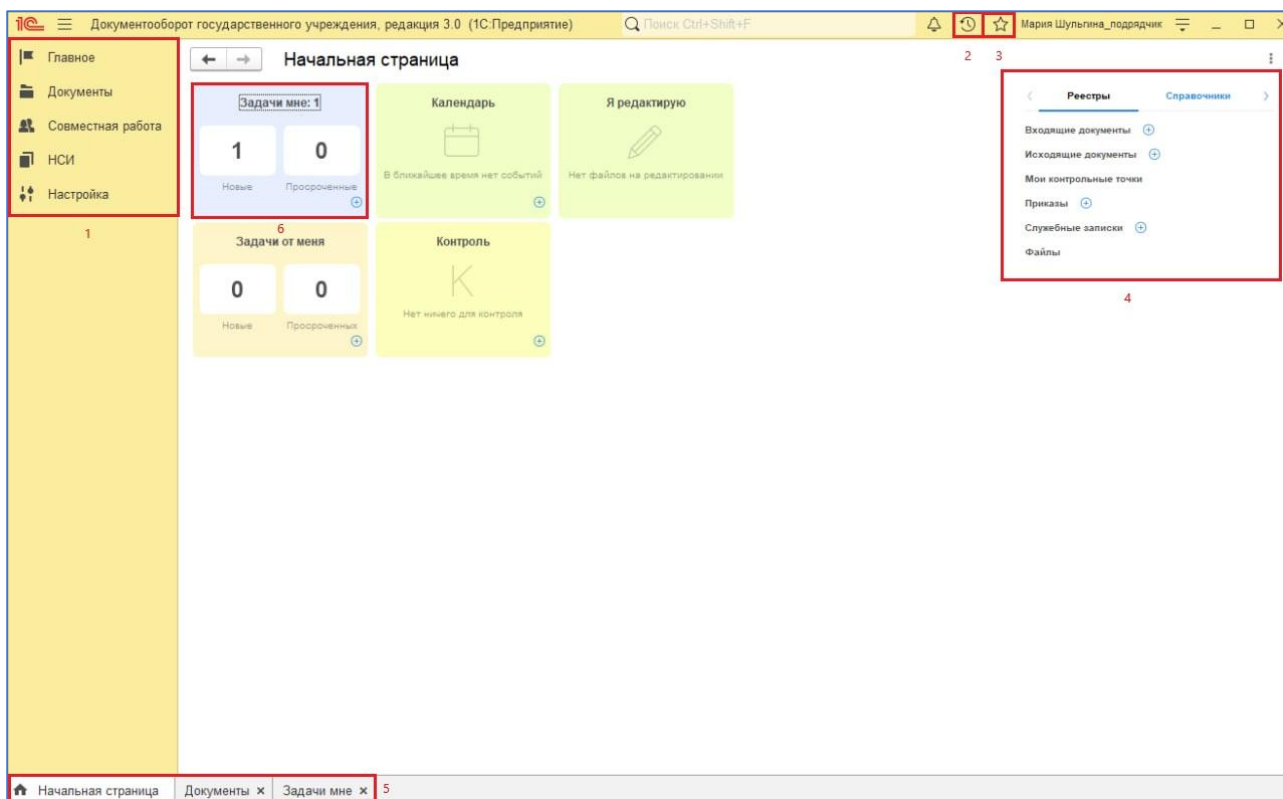 1С Документооборот государственного учреждения, редакция 3.0 (1С:Предприятие) Поиск Ctrl+Shift+F Мария Шульгина_подрядчик
2 3
Главное
Документы
Совместная работа
НСИ
Настройка
1
Начальная страница
Задачи мне: 1
1 0
Новые Просроченные
6
Календарь
В ближайшее время нет событий
Я редактирую
Нет файлов на редактировании
Задачи от меня
0 0
Новые Просроченных
Контроль
К
Нет ничего для контроля
Реестры Справочники
Входящие документы
Исходящие документы
Мои контрольные точки
Приказы
Служебные записки
Файлы
4
Начальная страница Документы Задачи мне 5